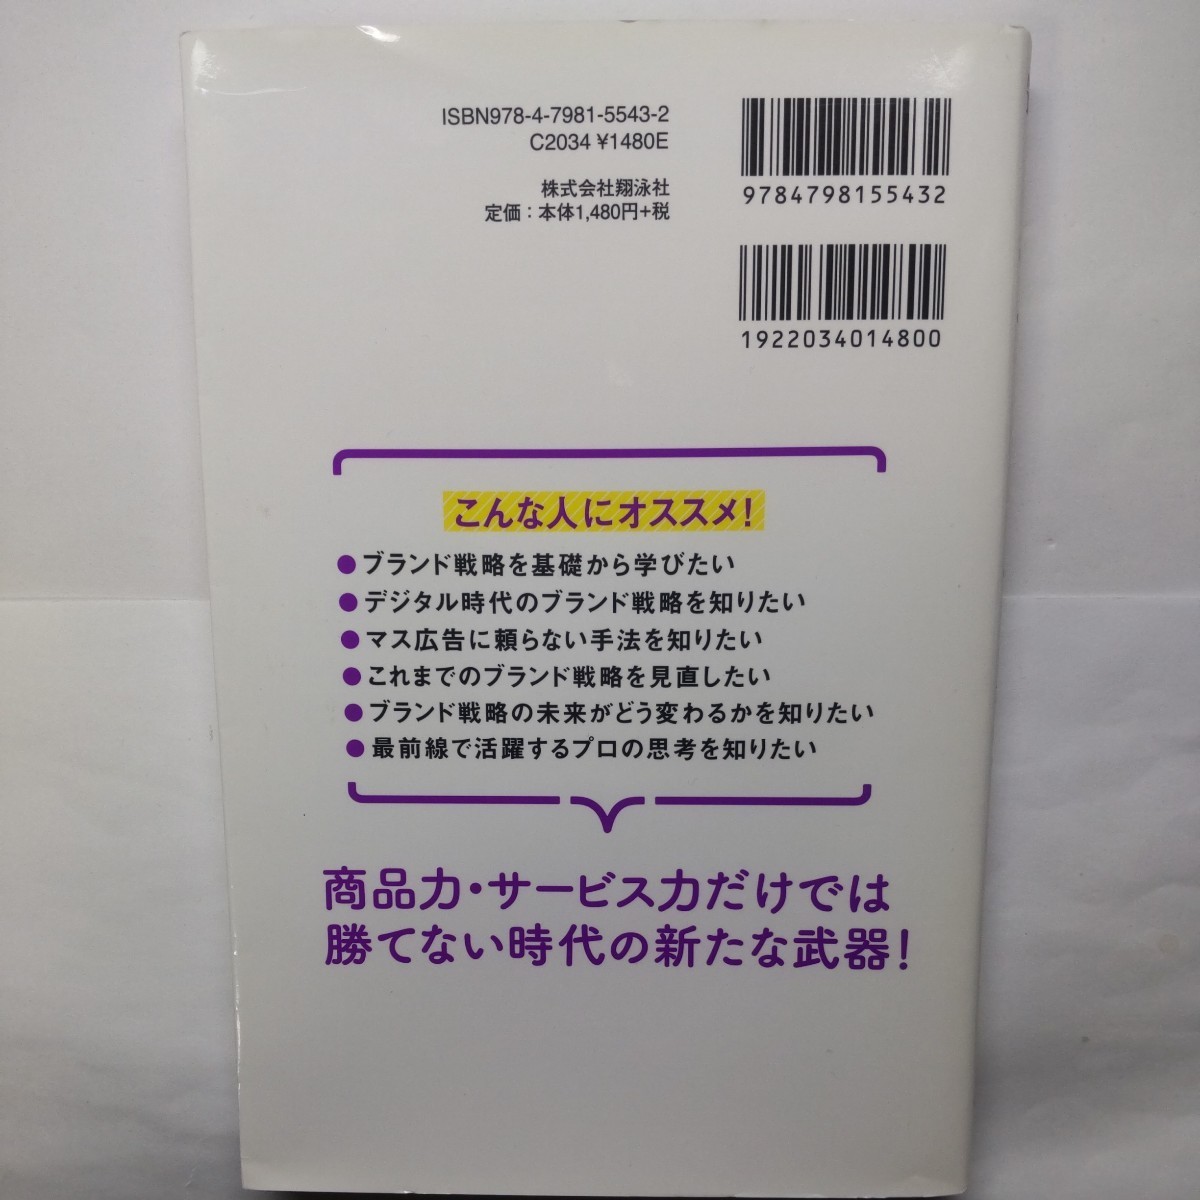 ISBN978-4-7981-5543-2
C2034 ¥1480E
株式会社翔泳社
定価：本体1,480円+税
9784798155432
1922034014800
こんな人にオススメ！
●ブランド戦略を基礎から学びたい
●デジタル時代のブランド戦略を知りたい
●マス広告に頼らない手法を知りたい
●これまでのブランド戦略を見直したい
●ブランド戦略の未来がどう変わるかを知りたい
●最前線で活躍するプロの思考を知りたい
商品力・サービス力だけでは
勝てない時代の新たな武器！